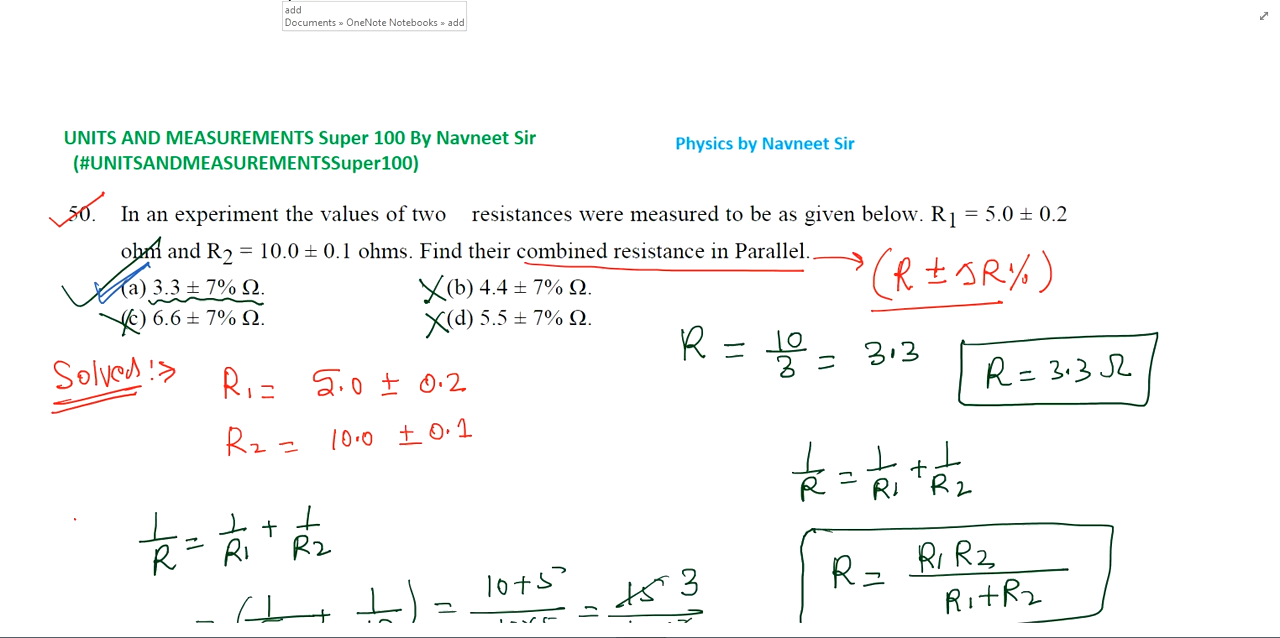 add
Documents » OneNote Notebooks » add
UNITS AND MEASUREMENTS Super 100 By Navneet Sir
(#UNITSANDMEASUREMENTSSuper100)
Physics by Navneet Sir
50. In an experiment the values of two resistances were measured to be as given below. R1 = 5.0 ± 0.2
ohm and R2 = 10.0 ± 0.1 ohms. Find their combined resistance in Parallel.
(R ± ΔR%)
(a) 3.3 ± 7% Ω. (b) 4.4 ± 7% Ω.
(c) 6.6 ± 7% Ω. (d) 5.5 ± 7% Ω.
Solved :→
R1 = 5.0 ± 0.2
R2 = 10.0 ± 0.1
1/R = 1/R1 + 1/R2
= 10+5 = 15 3
R = 10/3 = 3.3
R = 3.3 Ω
1/R = 1/R1 + 1/R2
R = R1 R2 / R1+R2